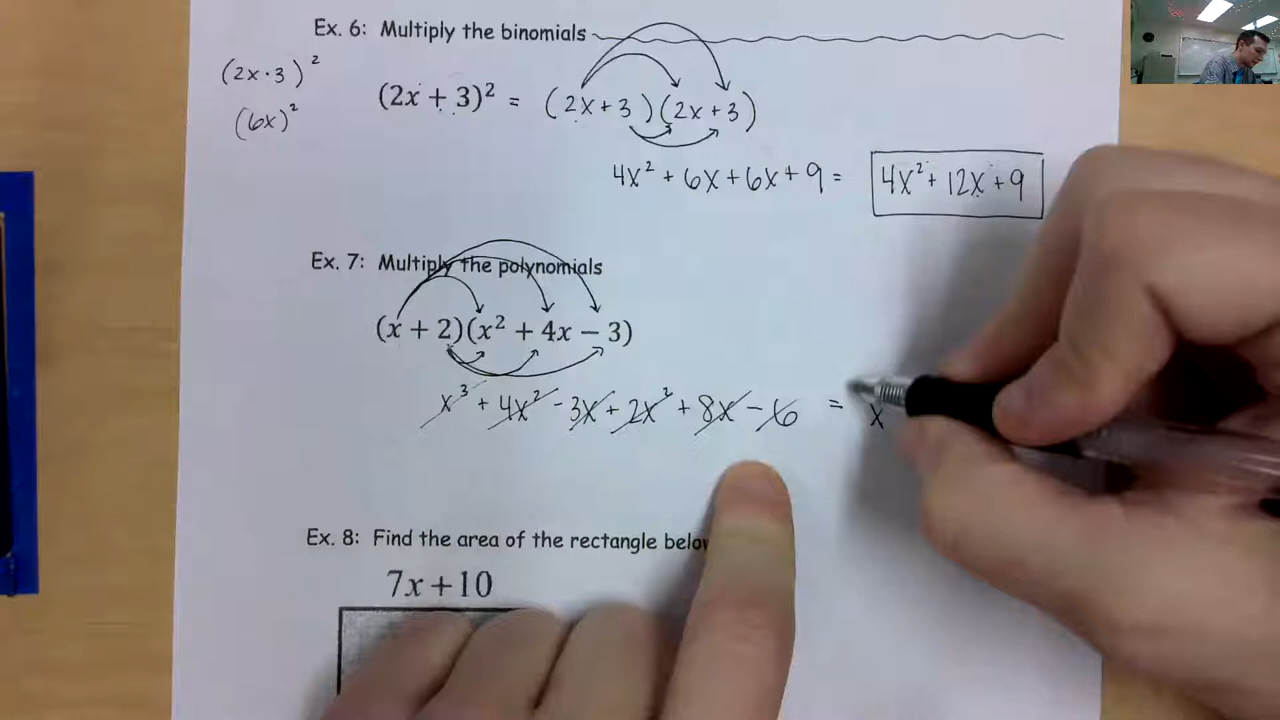 Ex. 6: Multiply the binomials
(2x·3)²
(6x)²
(2x + 3)² = (2x+3)(2x+3)
4x² + 6x + 6x + 9 = 4x² + 12x + 9
Ex. 7: Multiply the polynomials
(x + 2)(x² + 4x − 3)
x³ + 4x² - 3x + 2x² + 8x - 6 = x
Ex. 8: Find the area of the rectangle
7x + 10